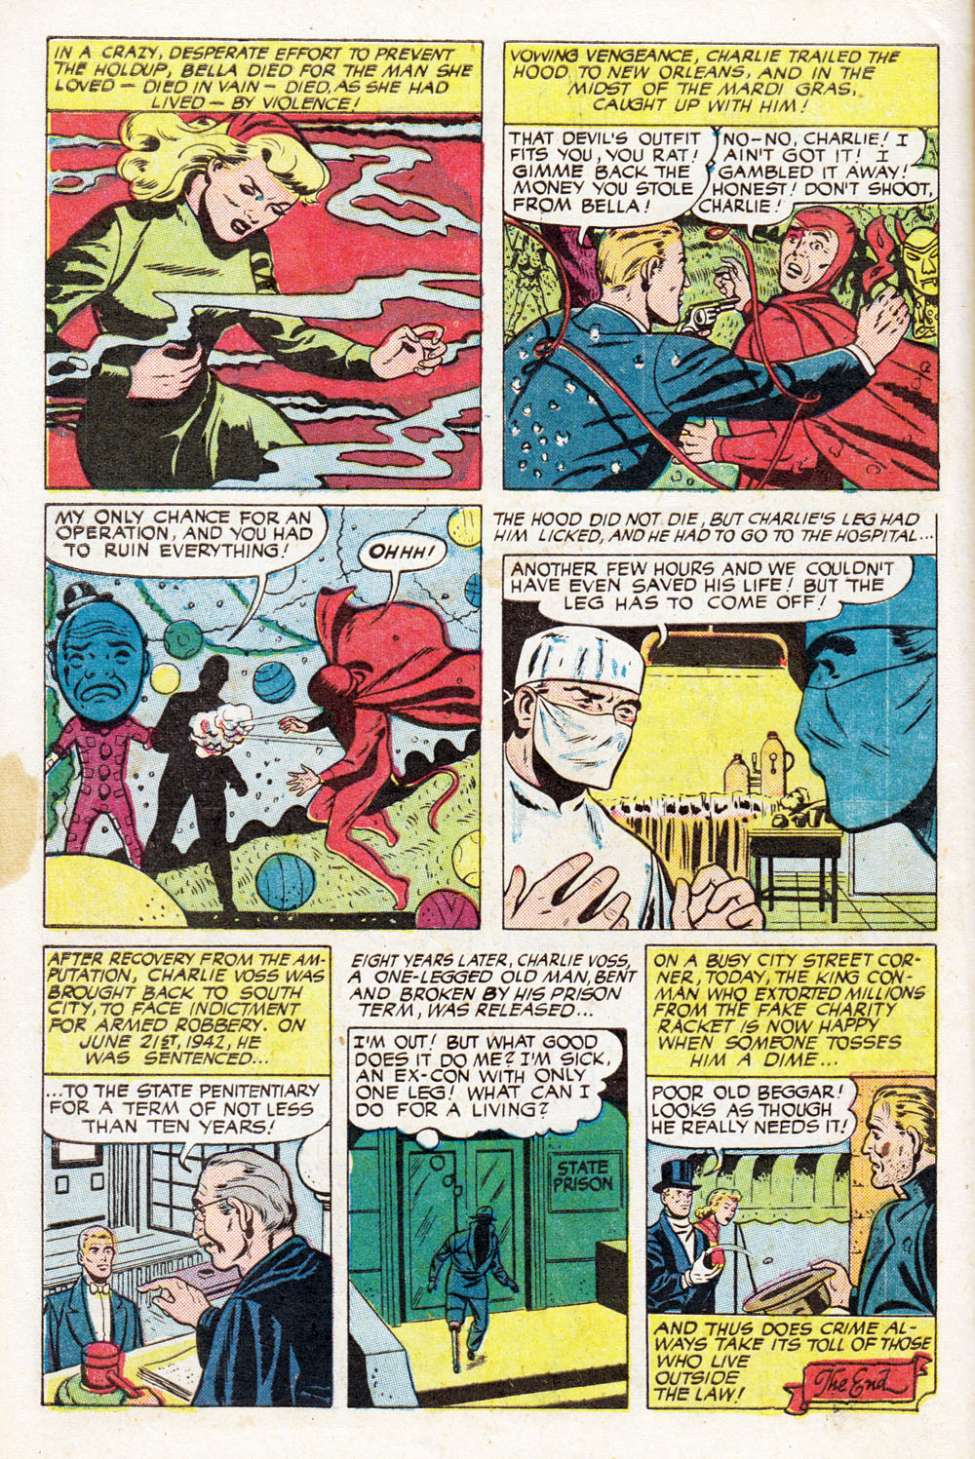 IN A CRAZY, DESPERATE EFFORT TO PREVENT
THE HOLDUP, BELLA DIED FOR THE MAN SHE
LOVED — DIED IN VAIN — DIED, AS SHE HAD
LIVED — BY VIOLENCE!
VOWING VENGEANCE, CHARLIE TRAILED THE
HOOD TO NEW ORLEANS, AND IN THE
MIDST OF THE MARDI GRAS,
CAUGHT UP WITH HIM!
THAT DEVIL'S OUTFIT
FITS YOU, YOU RAT!
GIMME BACK THE
MONEY YOU STOLE
FROM BELLA!
NO-NO, CHARLIE! I
AIN'T GOT IT! I
GAMBLED IT AWAY!
HONEST! DON'T SHOOT,
CHARLIE!
MY ONLY CHANCE FOR AN
OPERATION, AND YOU HAD
TO RUIN EVERYTHING!
OHHH!
THE HOOD DID NOT DIE, BUT CHARLIE'S LEG HAD
HIM LICKED, AND HE HAD TO GO TO THE HOSPITAL...
ANOTHER FEW HOURS AND WE COULDN'T
HAVE EVEN SAVED HIS LIFE! BUT THE
LEG HAS TO COME OFF!
AFTER RECOVERY FROM THE AM-
PUTATION, CHARLIE VOSS WAS
BROUGHT BACK TO SOUTH
CITY, TO FACE INDICTMENT
FOR ARMED ROBBERY. ON
JUNE 21ST, 1942, HE
WAS SENTENCED...
...TO THE STATE PENITENTIARY
FOR A TERM OF NOT LESS
THAN TEN YEARS!
EIGHT YEARS LATER, CHARLIE VOSS,
A ONE-LEGGED OLD MAN, BENT
AND BROKEN BY HIS PRISON
TERM, WAS RELEASED...
I'M OUT! BUT WHAT GOOD
DOES IT DO ME? I'M SICK,
AN EX-CON WITH ONLY
ONE LEG! WHAT CAN I
DO FOR A LIVING?
STATE
PRISON
ON A BUSY CITY STREET COR-
NER, TODAY, THE KING CON-
MAN WHO EXTORTED MILLIONS
FROM THE FAKE CHARITY
RACKET IS NOW HAPPY
WHEN SOMEONE TOSSES
HIM A DIME...
POOR OLD BEGGAR!
LOOKS AS THOUGH
HE REALLY NEEDS IT!
AND THUS DOES CRIME AL-
WAYS TAKE ITS TOLL OF THOSE
WHO LIVE
OUTSIDE
THE LAW!
The End